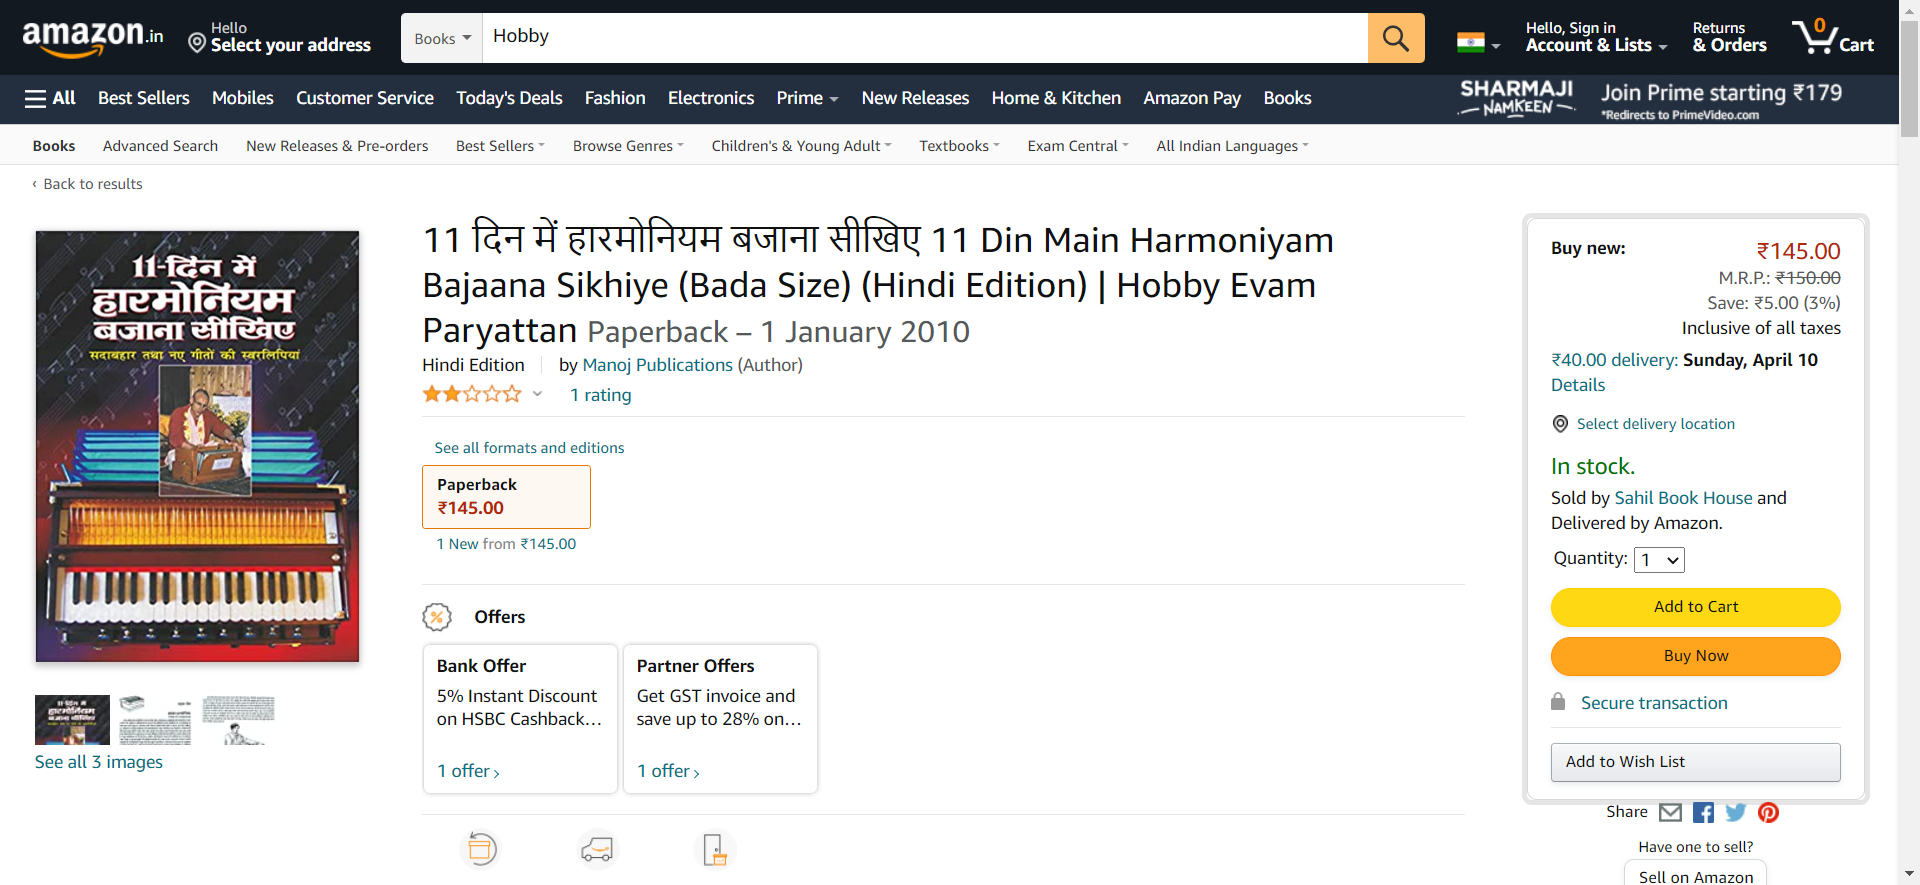 amazon.in
Hello
Select your address
Books
Hobby
Hello, Sign in
Account & Lists
Returns
& Orders
0
Cart
All
Best Sellers
Mobiles
Customer Service
Today's Deals
Fashion
Electronics
Prime
New Releases
Home & Kitchen
Amazon Pay
Books
SHARMAJI
NAMKEEN
Join Prime starting ₹179
*Redirects to PrimeVideo.com
Books
Advanced Search
New Releases & Pre-orders
Best Sellers
Browse Genres
Children's & Young Adult
Textbooks
Exam Central
All Indian Languages
‹ Back to results
11-दिन में
हारमोनियम
बजाना सीखिए
सदाबहार तथा नए गीतों की स्वरलिपियां
See all 3 images
11 दिन में हारमोनियम बजाना सीखिए 11 Din Main Harmoniyam
Bajaana Sikhiye (Bada Size) (Hindi Edition) | Hobby Evam
Paryattan Paperback – 1 January 2010
Hindi Edition
by Manoj Publications (Author)
1 rating
See all formats and editions
Paperback
₹145.00
1 New from ₹145.00
Offers
Bank Offer
5% Instant Discount
on HSBC Cashback...
1 offer ›
Partner Offers
Get GST invoice and
save up to 28% on...
1 offer ›
Buy new:
₹145.00
M.R.P.: ₹150.00
Save: ₹5.00 (3%)
Inclusive of all taxes
₹40.00 delivery: Sunday, April 10
Details
Select delivery location
In stock.
Sold by Sahil Book House and
Delivered by Amazon.
Quantity: 1
Add to Cart
Buy Now
Secure transaction
Add to Wish List
Share
Have one to sell?
Sell on Amazon